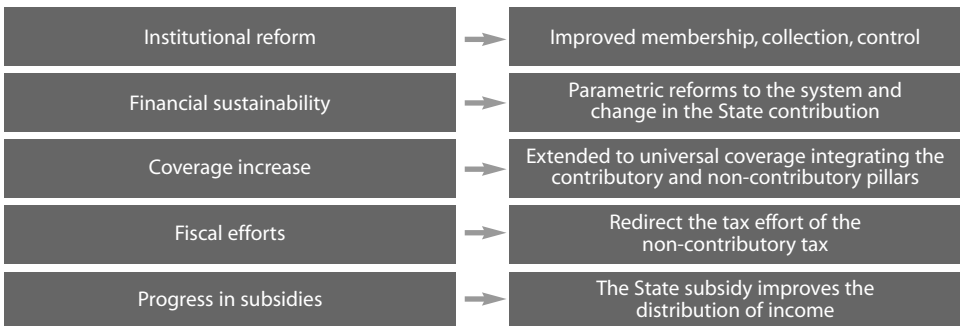 Institutional reform
Improved membership, collection, control
Financial sustainability
Parametric reforms to the system and
change in the State contribution
Coverage increase
Extended to universal coverage integrating the
contributory and non-contributory pillars
Fiscal efforts
Redirect the tax effort of the
non-contributory tax
Progress in subsidies
The State subsidy improves the
distribution of income